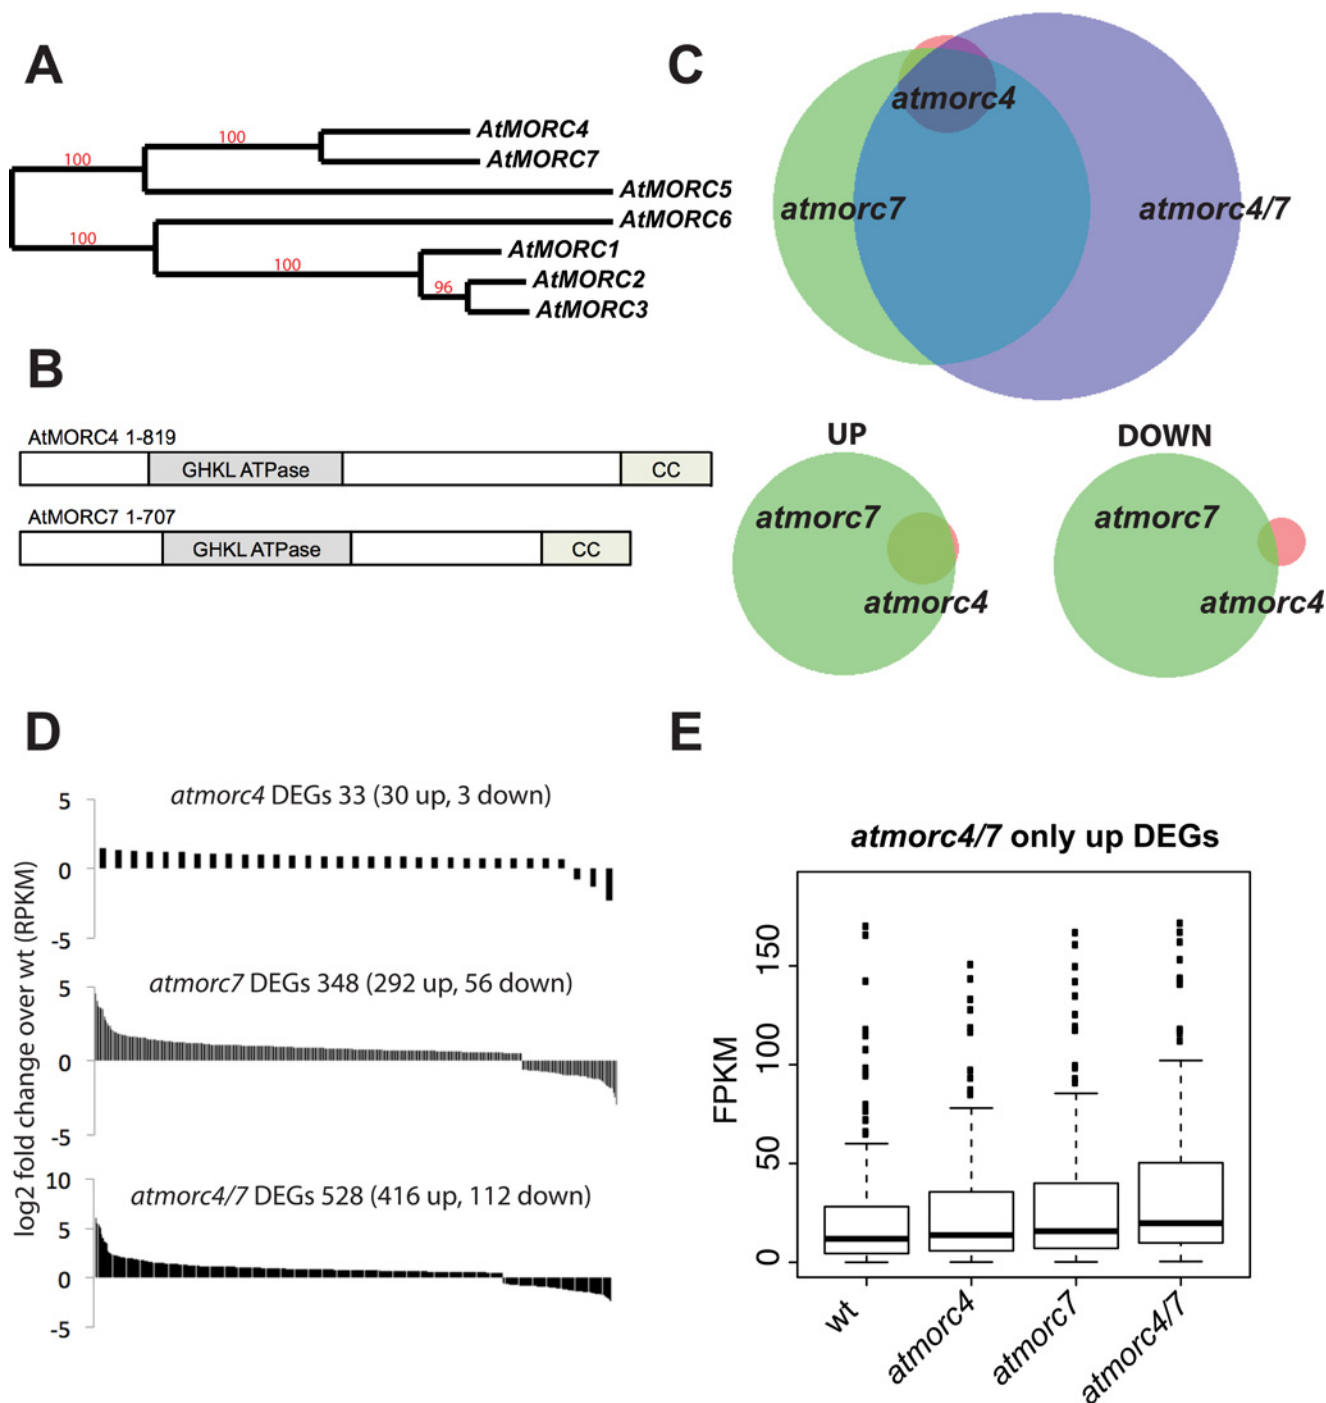 A
100
100
AtMORC4
AtMORC7
AtMORC5
100
100
96
AtMORC6
AtMORC1
AtMORC2
AtMORC3
B
AtMORC4 1-819
GHKL ATPase
CC
AtMORC7 1-707
GHKL ATPase
CC
C
atmorc4
atmorc7
atmorc4/7
UP
atmorc7
atmorc4
DOWN
atmorc7
atmorc4
D
log2 fold change over wt (RPKM)
atmorc4 DEGs 33 (30 up, 3 down)
5
0
-5
atmorc7 DEGs 348 (292 up, 56 down)
5
0
-5
atmorc4/7 DEGs 528 (416 up, 112 down)
10
5
0
-5
E
atmorc4/7 only up DEGs
FPKM
150
100
50
0
wt
atmorc4
atmorc7
atmorc4/7